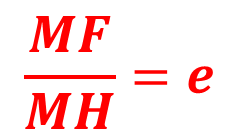 MF
MH = e